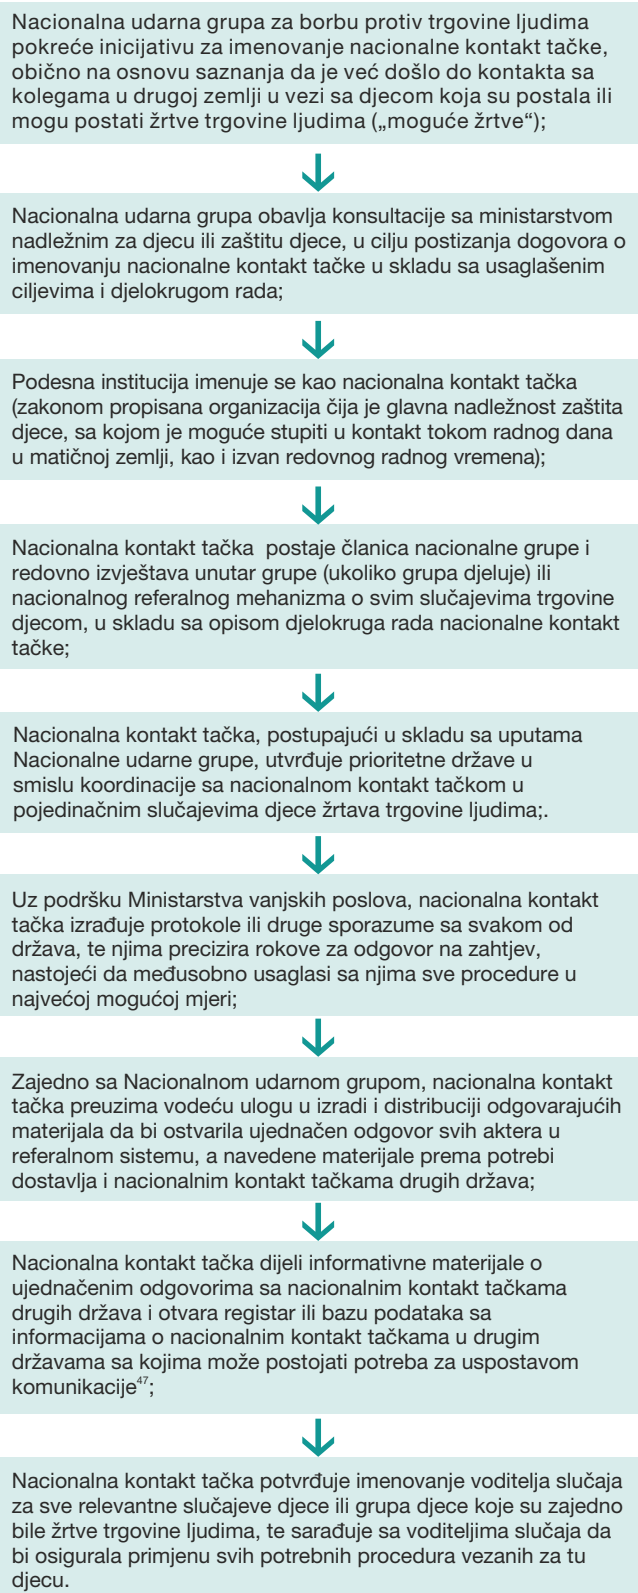 Nacionalna udarna grupa za borbu protiv trgovine ljudima
pokreće inicijativu za imenovanje nacionalne kontakt tačke,
obično na osnovu saznanja da je već došlo do kontakta sa
kolegama u drugoj zemlji u vezi sa djecom koja su postala ili
mogu postati žrtve trgovine ljudima („moguće žrtve“);
Nacionalna udarna grupa obavlja konsultacije sa ministarstvom
nadležnim za djecu ili zaštitu djece, u cilju postizanja dogovora o
imenovanju nacionalne kontakt tačke u skladu sa usaglašenim
ciljevima i djelokrugom rada;
Podesna institucija imenuje se kao nacionalna kontakt tačka
(zakonom propisana organizacija čija je glavna nadležnost zaštita
djece, sa kojom je moguće stupiti u kontakt tokom radnog dana
u matičnoj zemlji, kao i izvan redovnog radnog vremena);
Nacionalna kontakt tačka postaje članica nacionalne grupe i
redovno izvještava unutar grupe (ukoliko grupa djeluje) ili
nacionalnog referalnog mehanizma o svim slučajevima trgovine
djecom, u skladu sa opisom djelokruga rada nacionalne kontakt
tačke;
Nacionalna kontakt tačka, postupajući u skladu sa uputama
Nacionalne udarne grupe, utvrđuje prioritetne države u
smislu koordinacije sa nacionalnom kontakt tačkom u
pojedinačnim slučajevima djece žrtava trgovine ljudima;.
Uz podršku Ministarstva vanjskih poslova, nacionalna kontakt
tačka izrađuje protokole ili druge sporazume sa svakom od
država, te njima precizira rokove za odgovor na zahtjev,
nastojeći da međusobno usaglasi sa njima sve procedure u
najvećoj mogućoj mjeri;
Zajedno sa Nacionalnom udarnom grupom, nacionalna kontakt
tačka preuzima vodeću ulogu u izradi i distribuciji odgovarajućih
materijala da bi ostvarila ujednačen odgovor svih aktera u
referalnom sistemu, a navedene materijale prema potrebi
dostavlja i nacionalnim kontakt tačkama drugih država;
Nacionalna kontakt tačka dijeli informativne materijale o
ujednačenim odgovorima sa nacionalnim kontakt tačkama
drugih država i otvara registar ili bazu podataka sa
informacijama o nacionalnim kontakt tačkama u drugim
državama sa kojima može postojati potreba za uspostavom
komunikacije⁴⁷;
Nacionalna kontakt tačka potvrđuje imenovanje voditelja slučaja
za sve relevantne slučajeve djece ili grupa djece koje su zajedno
bile žrtve trgovine ljudima, te sarađuje sa voditeljima slučaja da
bi osigurala primjenu svih potrebnih procedura vezanih za tu
djecu.